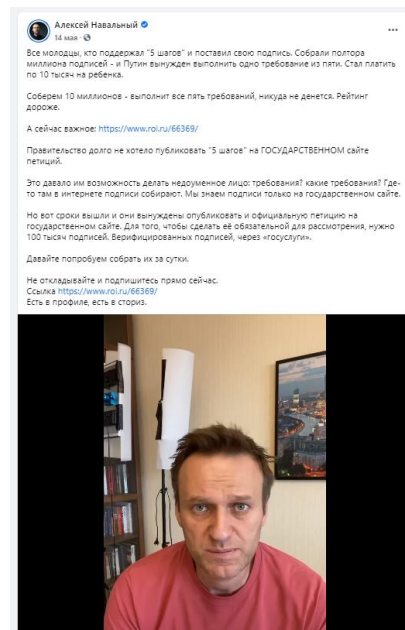 Алексей Навальный
14 мая ·
Все молодцы, кто поддержал "5 шагов" и поставил свою подпись. Собрали полтора
миллиона подписей - и Путин вынужден выполнить одно требование из пяти. Стал платить
по 10 тысяч на ребенка.
Соберем 10 миллионов - выполнит все пять требований, никуда не денется. Рейтинг
дороже.
А сейчас важное: https://www.roi.ru/66369/
Правительство долго не хотело публиковать "5 шагов" на ГОСУДАРСТВЕННОМ сайте
петиций.
Это давало им возможность делать недоуменное лицо: требования? какие требования? Где-
то там в интернете подписи собирают. Мы знаем подписи только на государственном сайте.
Но вот сроки вышли и они вынуждены опубликовать и официальную петицию на
государственном сайте. Для того, чтобы сделать её обязательной для рассмотрения, нужно
100 тысяч подписей. Верифицированных подписей, через «госуслуги».
Давайте попробуем собрать их за сутки.
Не откладывайте и подпишитесь прямо сейчас.
Ссылка https://www.roi.ru/66369/
Есть в профиле, есть в сториз.